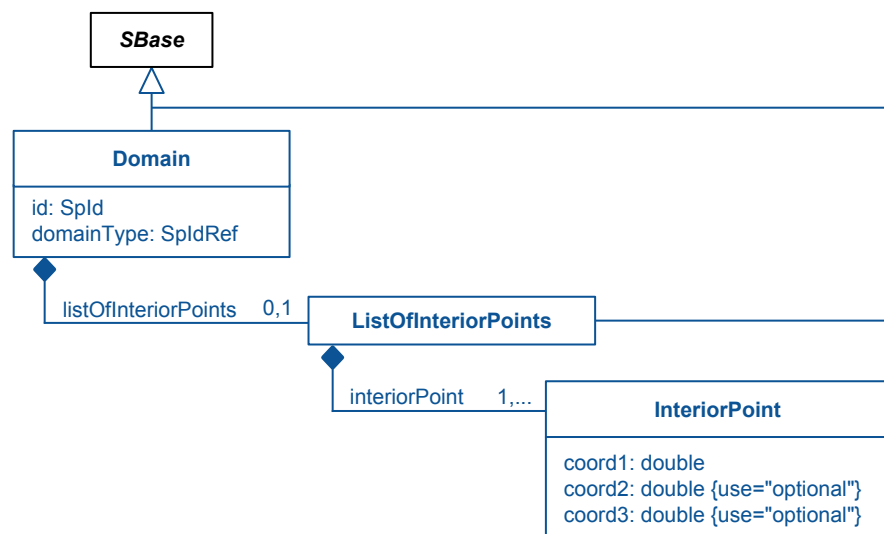 SBase
Domain
id: SpId
domainType: SpIdRef
listOfInteriorPoints 0,1
ListOfInteriorPoints
interiorPoint 1,...
InteriorPoint
coord1: double
coord2: double {use="optional"}
coord3: double {use="optional"}